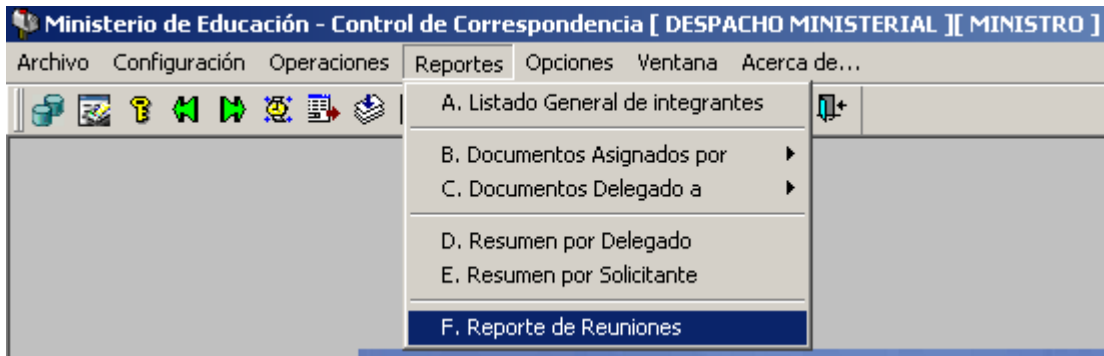 Ministerio de Educación - Control de Correspondencia [ DESPACHO MINISTERIAL ][ MINISTRO ]
Archivo Configuración Operaciones Reportes Opciones Ventana Acerca de...
A. Listado General de integrantes
B. Documentos Asignados por
C. Documentos Delegado a
D. Resumen por Delegado
E. Resumen por Solicitante
F. Reporte de Reuniones